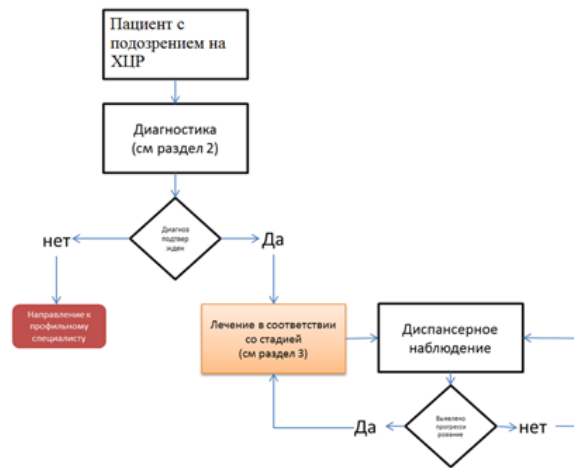 Пациент с
подозрением на
ХЦР
Диагностика
(см раздел 2)
Диагноз
подтвер
жден
нет
Да
Направление к
профильному
специалисту
Лечение в соответствии
со стадией
(см раздел 3)
Диспансерное
наблюдение
Выявлено
прогресси
рование
Да
нет